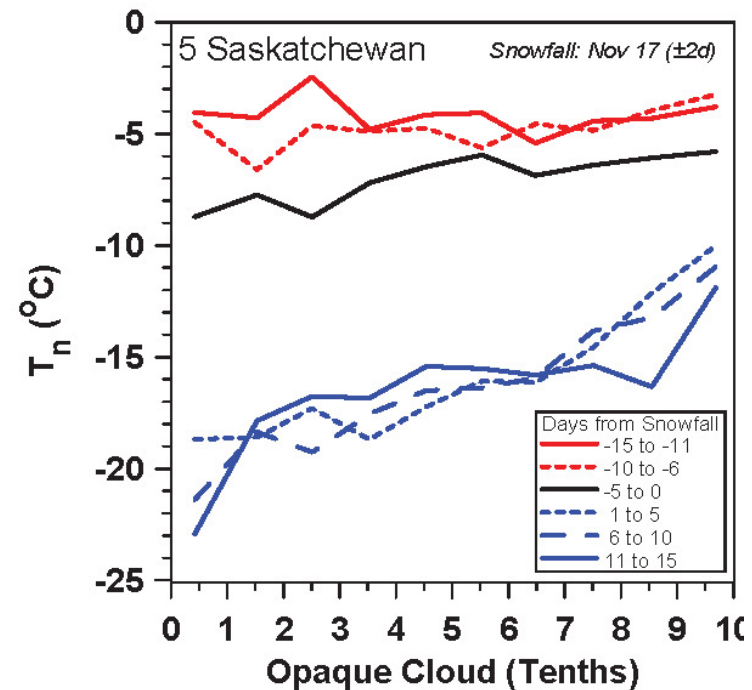 5 Saskatchewan
Snowfall: Nov 17 (±2d)
0
-5
-10
-15
-20
-25
Tn (°C)
Days from Snowfall
-15 to -11
-10 to -6
-5 to 0
1 to 5
6 to 10
11 to 15
0 1 2 3 4 5 6 7 8 9 10
Opaque Cloud (Tenths)